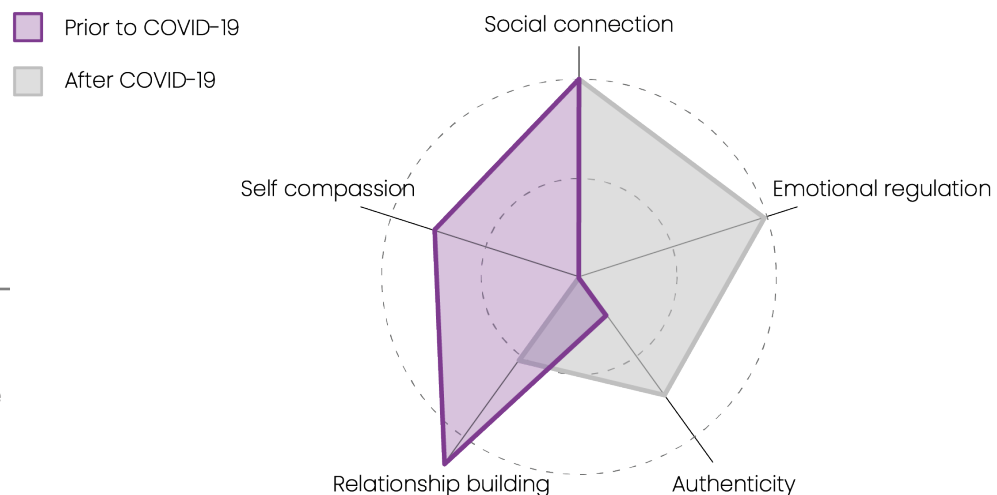 Prior to COVID-19
After COVID-19
Social connection
Self compassion
Emotional regulation
Relationship building
Authenticity